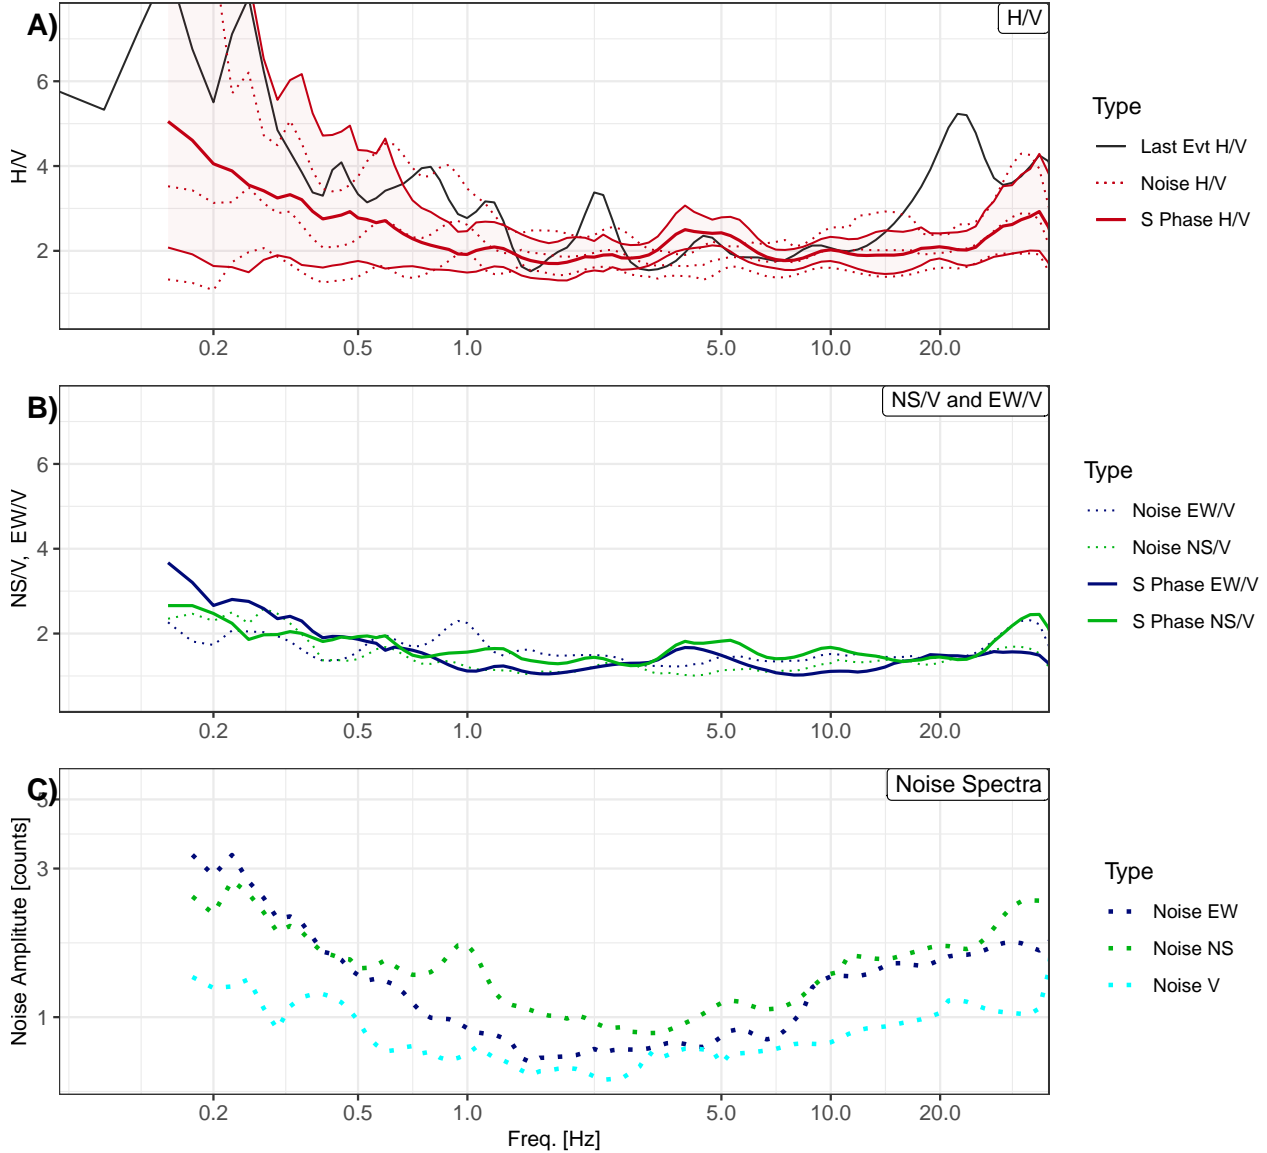 A)
H/V
6
4
2
H/V
0.2 0.5 1.0 5.0 10.0 20.0
Type
Last Evt H/V
Noise H/V
S Phase H/V
B)
NS/V and EW/V
6
4
2
NS/V, EW/V
0.2 0.5 1.0 5.0 10.0 20.0
Type
Noise EW/V
Noise NS/V
S Phase EW/V
S Phase NS/V
C)
Noise Spectra
5
3
1
Noise Amplitude [counts]
0.2 0.5 1.0 5.0 10.0 20.0
Freq. [Hz]
Type
Noise EW
Noise NS
Noise V